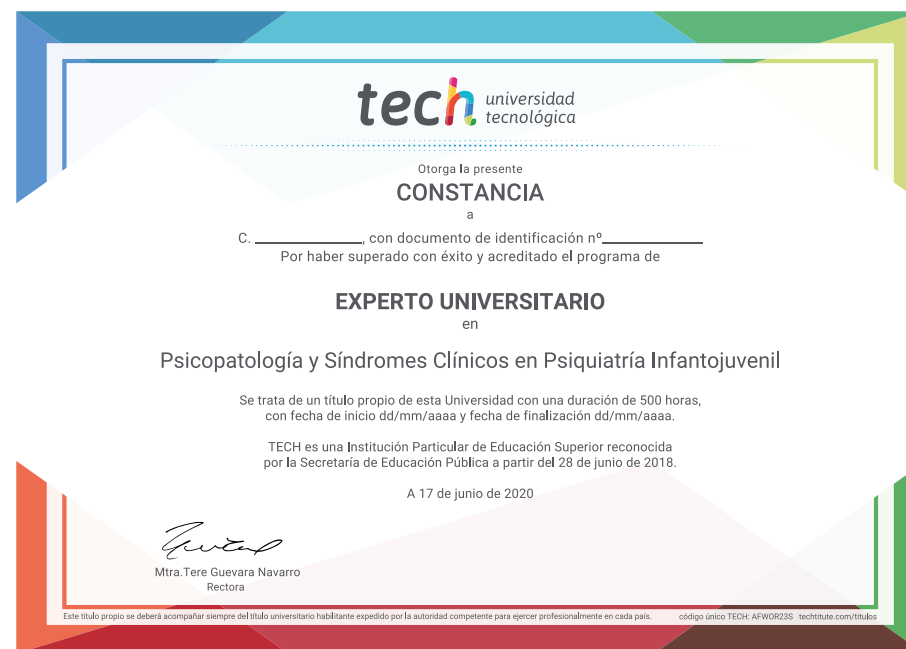 tech universidad
tecnológica
Otorga la presente
CONSTANCIA
a
C. ____________, con documento de identificación nº____________
Por haber superado con éxito y acreditado el programa de
EXPERTO UNIVERSITARIO
en
Psicopatología y Síndromes Clínicos en Psiquiatría Infantojuvenil
Se trata de un título propio de esta Universidad con una duración de 500 horas,
con fecha de inicio dd/mm/aaaa y fecha de finalización dd/mm/aaaa.
TECH es una Institución Particular de Educación Superior reconocida
por la Secretaría de Educación Pública a partir del 28 de junio de 2018.
A 17 de junio de 2020
Mtra.Tere Guevara Navarro
Rectora
Este título propio se deberá acompañar siempre del título universitario habilitante expedido por la autoridad competente para ejercer profesionalmente en cada país. código único TECH: AFWOR23S techtitute.com/titulos